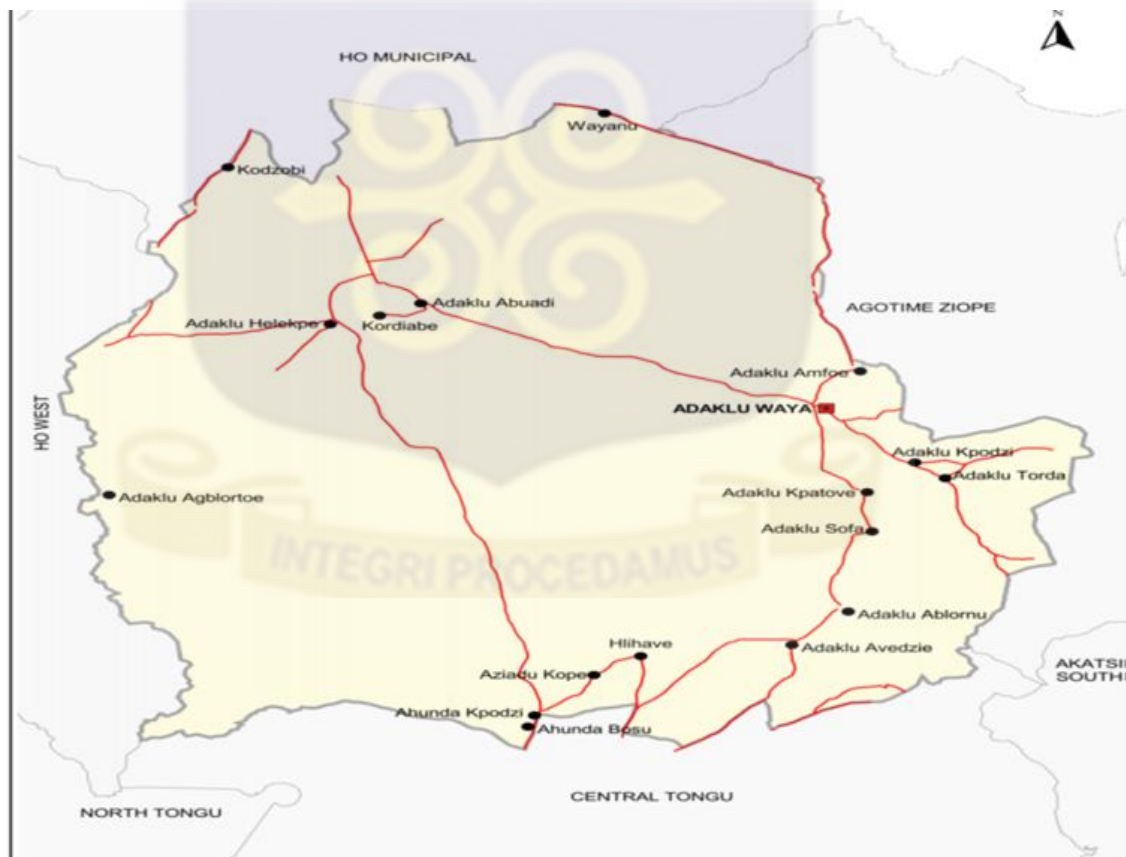 N
HO MUNICIPAL
Wayanu
Kodzobi
Adaklu Abuadi
AGOTIME ZIOPE
Adaklu Helekpe
Kordiabe
Adaklu Amfoe
ADAKLU WAYA
HO WEST
Adaklu Kpodzi
Adaklu Torda
Adaklu Agblortoe
Adaklu Kpatove
Adaklu Sofa
INTEGRI PROCEDAMUS
Adaklu Ablornu
Hlihave
Adaklu Avedzie
Aziadu Kope
AKATSI
SOUTH
Ahunda Kpodzi
Ahunda Bosu
CENTRAL TONGU
NORTH TONGU